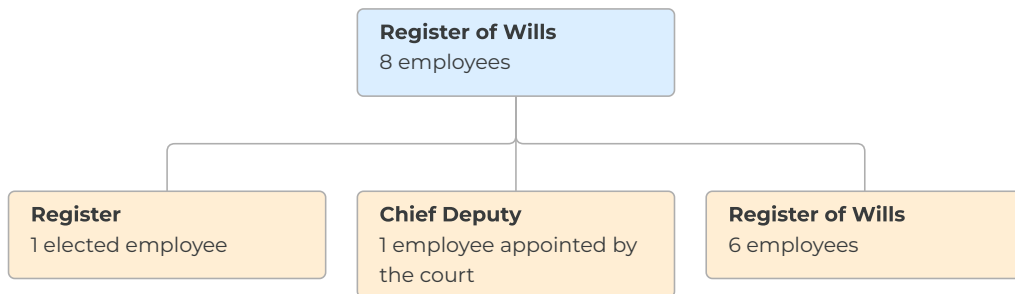 Register of Wills
8 employees
Register
1 elected employee
Chief Deputy
1 employee appointed by
the court
Register of Wills
6 employees